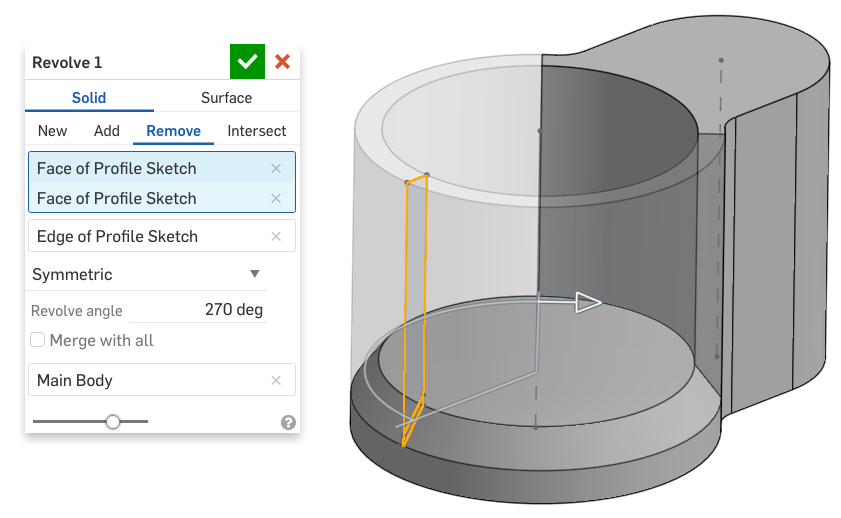 Revolve 1
Solid Surface
New Add Remove Intersect
Face of Profile Sketch
Face of Profile Sketch
Edge of Profile Sketch
Symmetric
Revolve angle 270 deg
Merge with all
Main Body
?